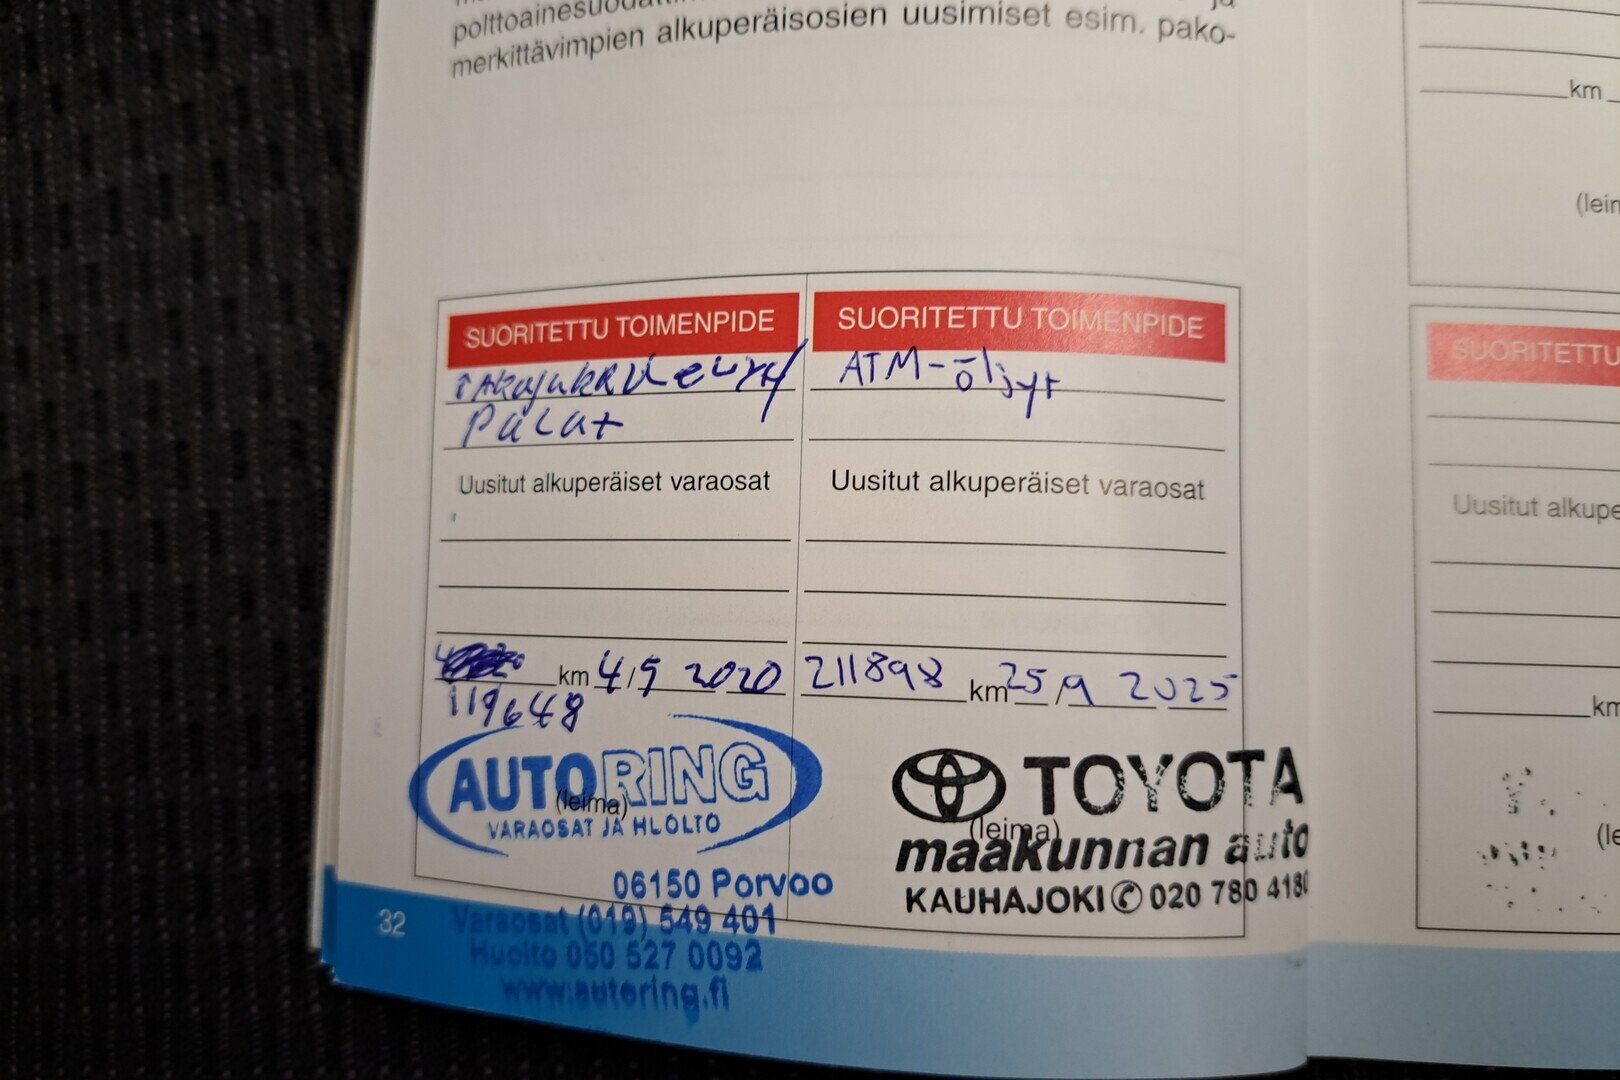 polttoainesuodatti
merkittävimpien alkuperäisosien uusimiset esim. pako-
SUORITETTU TOIMENPIDE
Palat
Uusitut alkuperäiset varaosat
km 4/5 2020
119648
AUTORING
(leima)
VARAOSAT JA HUOLTO
06150 Porvoo
Varaosat (019) 549 401
Huolto 050 527 0092
www.autoring.fi
32
SUORITETTU TOIMENPIDE
ATM-öljyt
Uusitut alkuperäiset varaosat
211898 km 25/9 2025
TOYOTA
(leima)
maakunnan auto
KAUHAJOKI ✆ 020 780 4180
km
(leim
SUORITETTU
Uusitut alkupe
km
(le